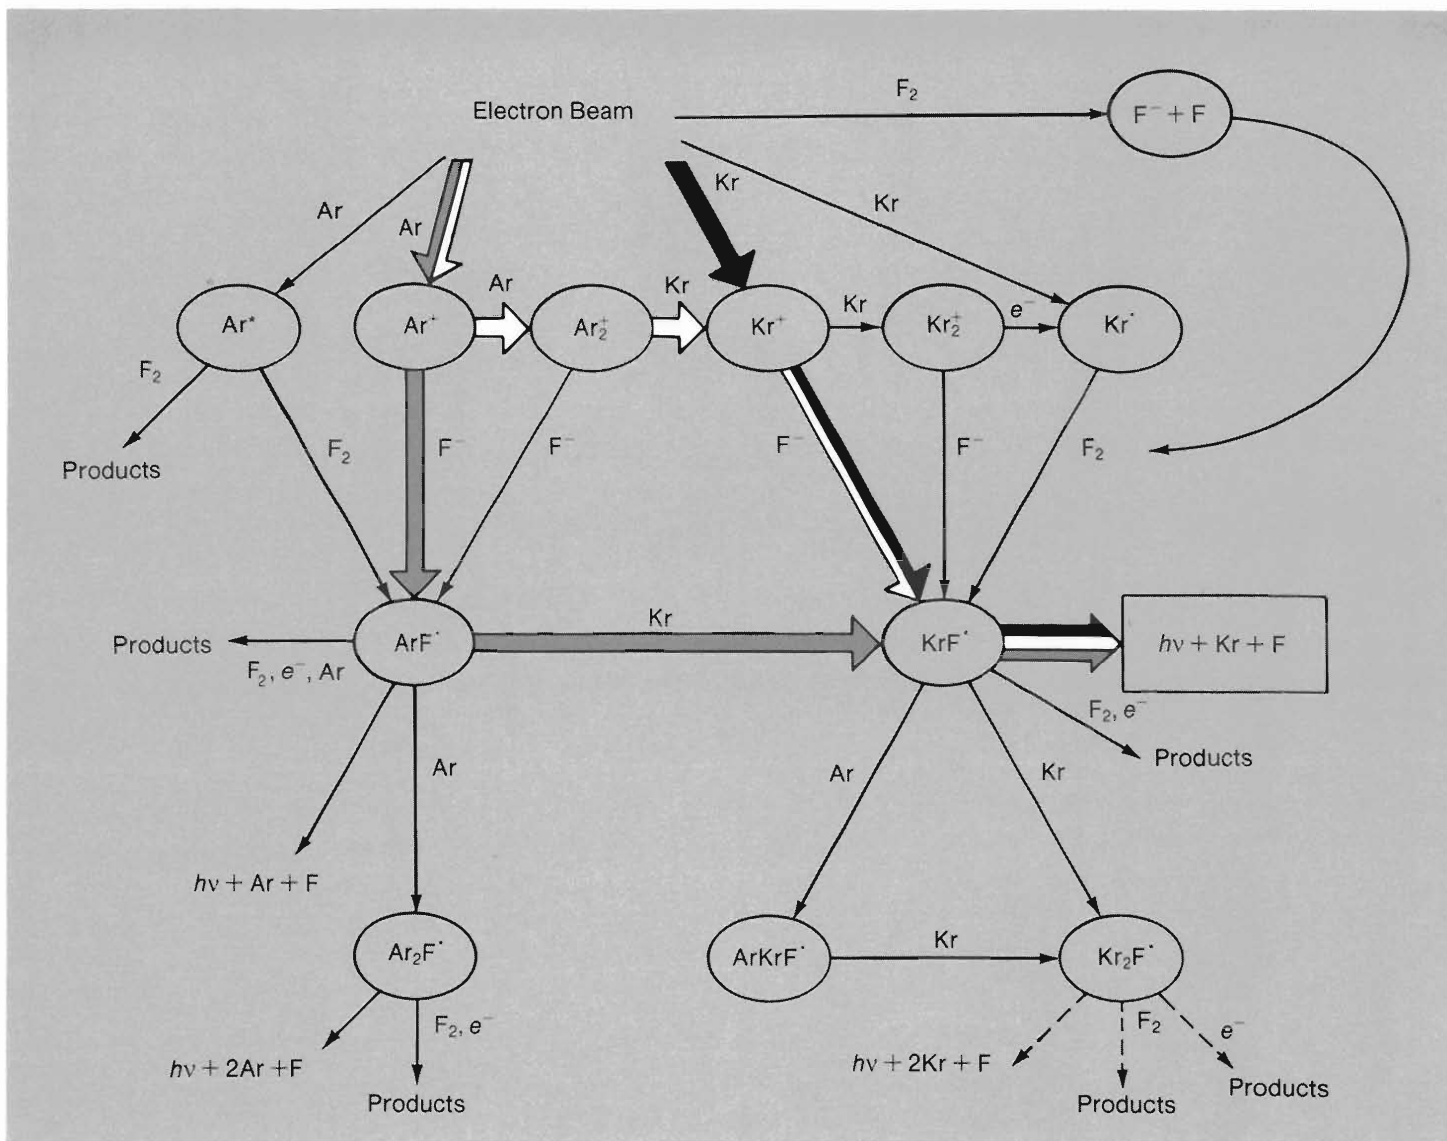 F₂
Electron Beam
F⁻ + F
Kr
Kr
Ar
Ar
Ar
Kr
Kr
e⁻
Ar*
Ar⁺
Ar₂⁺
Kr⁺
Kr₂⁺
Kr*
F₂
F₂
F⁻
F⁻
F⁻
F⁻
F₂
Products
Kr
Products
ArF*
KrF*
hν + Kr + F
F₂, e⁻, Ar
F₂, e⁻
Products
Ar
Ar
Kr
hν + Ar + F
Ar₂F*
ArKrF*
Kr
Kr₂F*
F₂, e⁻
F₂
e⁻
hν + 2Ar +F
hν + 2Kr + F
Products
Products
Products